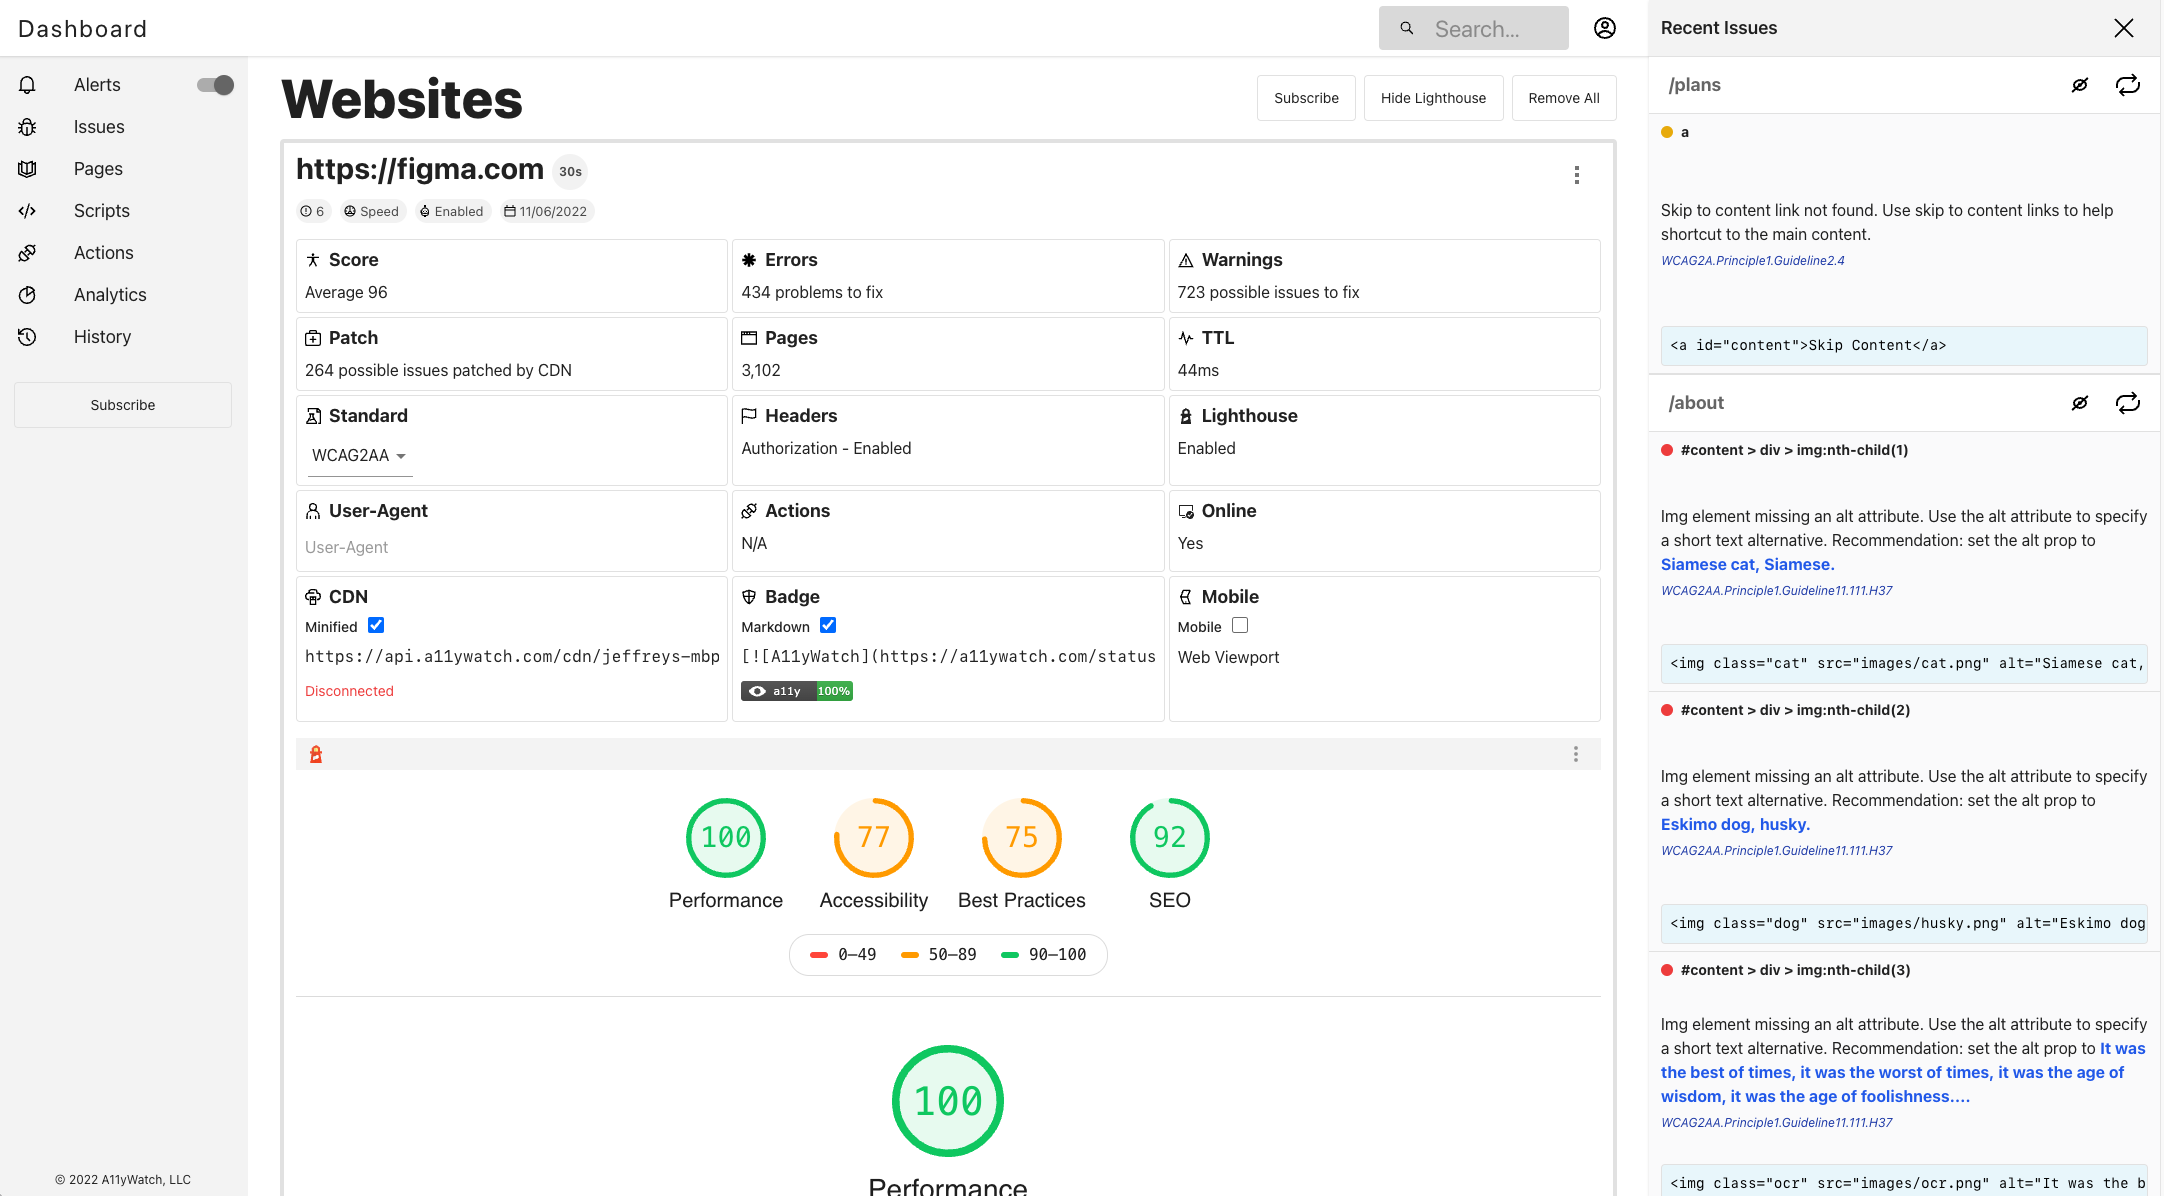 Dashboard
Search...
Alerts
Issues
Pages
Scripts
Actions
Analytics
History
Subscribe
© 2022 A11yWatch, LLC
Websites
Subscribe
Hide Lighthouse
Remove All
https://figma.com 30s
6 Speed Enabled 11/06/2022
Score
Average 96
Errors
434 problems to fix
Warnings
723 possible issues to fix
Patch
264 possible issues patched by CDN
Pages
3,102
TTL
44ms
Standard
WCAG2AA
Headers
Authorization - Enabled
Lighthouse
Enabled
User-Agent
User-Agent
Actions
N/A
Online
Yes
CDN
Minified
https://api.a11ywatch.com/cdn/jeffreys-mbp
Disconnected
Badge
Markdown
[![A11yWatch](https://a11ywatch.com/status
a11y 100%
Mobile
Mobile
Web Viewport
100
Performance
77
Accessibility
75
Best Practices
92
SEO
0–49 50–89 90–100
100
Performance
Recent Issues
/plans
a
Skip to content link not found. Use skip to content links to help
shortcut to the main content.
WCAG2A.Principle1.Guideline2.4
<a id="content">Skip Content</a>
/about
#content > div > img:nth-child(1)
Img element missing an alt attribute. Use the alt attribute to specify
a short text alternative. Recommendation: set the alt prop to
Siamese cat, Siamese.
WCAG2AA.Principle1.Guideline11.111.H37
<img class="cat" src="images/cat.png" alt="Siamese cat,
#content > div > img:nth-child(2)
Img element missing an alt attribute. Use the alt attribute to specify
a short text alternative. Recommendation: set the alt prop to
Eskimo dog, husky.
WCAG2AA.Principle1.Guideline11.111.H37
<img class="dog" src="images/husky.png" alt="Eskimo dog
#content > div > img:nth-child(3)
Img element missing an alt attribute. Use the alt attribute to specify
a short text alternative. Recommendation: set the alt prop to It was
the best of times, it was the worst of times, it was the age of
wisdom, it was the age of foolishness....
WCAG2AA.Principle1.Guideline11.111.H37
<img class="ocr" src="images/ocr.png" alt="It was the b